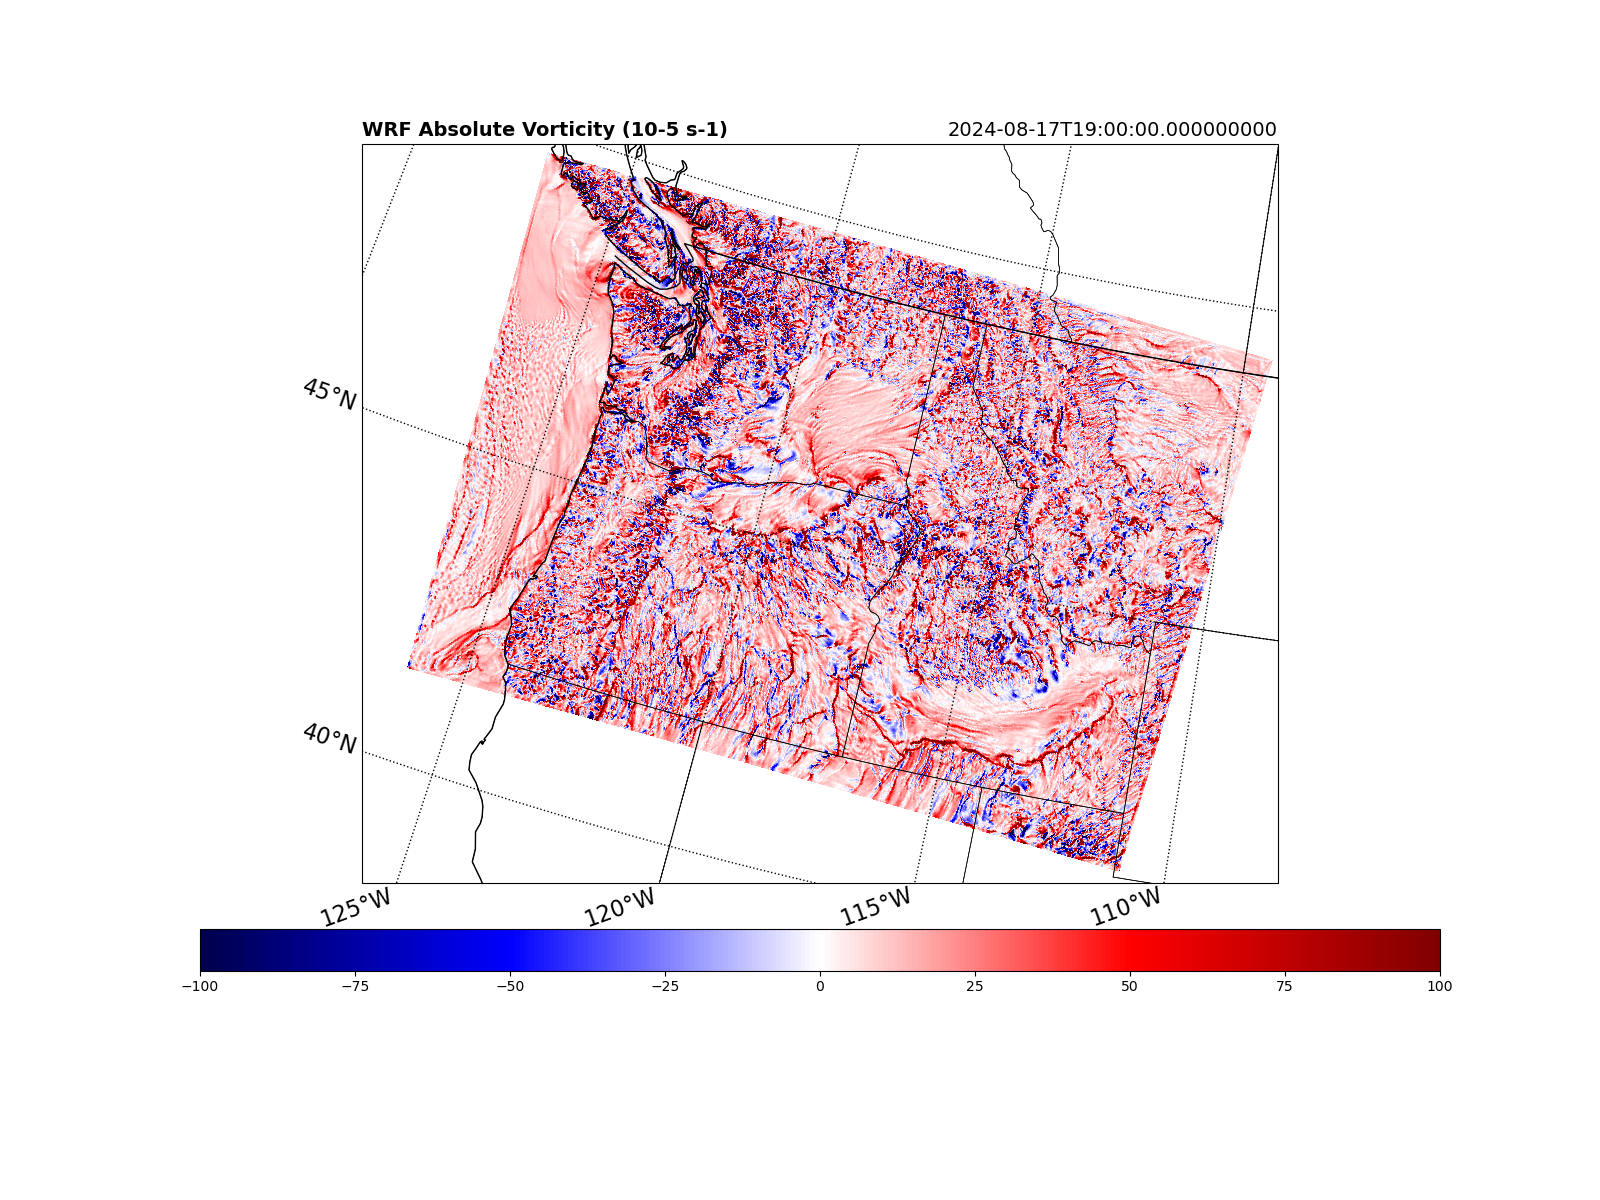 WRF Absolute Vorticity (10-5 s-1) 2024-08-17T19:00:00.000000000
45°N
40°N
125°W 120°W 115°W 110°W
−100 −75 −50 −25 0 25 50 75 100